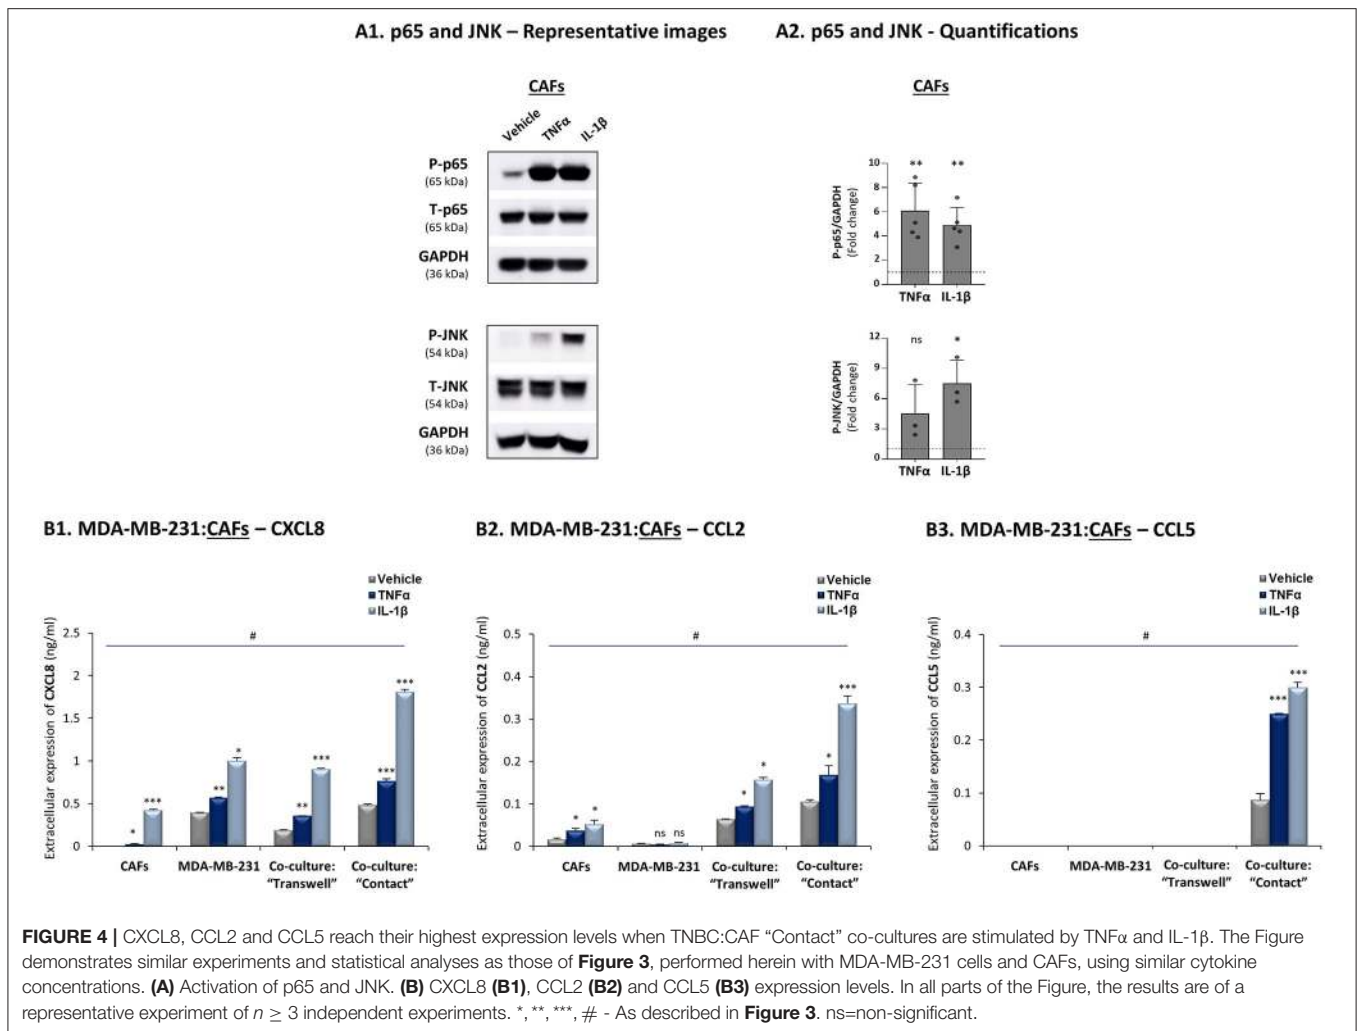 A1. p65 and JNK – Representative images
A2. p65 and JNK - Quantifications
CAFs
Vehicle
TNFα
IL-1β
P-p65
(65 kDa)
T-p65
(65 kDa)
GAPDH
(36 kDa)
P-JNK
(54 kDa)
T-JNK
(54 kDa)
GAPDH
(36 kDa)
CAFs
P-p65/GAPDH
(Fold change)
10
8
6
4
2
0
**
**
TNFα IL-1β
P-JNK/GAPDH
(Fold change)
12
9
6
3
0
ns
*
TNFα IL-1β
B1. MDA-MB-231:CAFs – CXCL8
Vehicle
TNFα
IL-1β
Extracellular expression of CXCL8 (ng/ml)
2.5
2
1.5
1
0.5
0
#
*
***
**
*
**
***
***
***
CAFs
MDA-MB-231
Co-culture: "Transwell"
Co-culture: "Contact"
B2. MDA-MB-231:CAFs – CCL2
Vehicle
TNFα
IL-1β
Extracellular expression of CCL2 (ng/ml)
0.5
0.4
0.3
0.2
0.1
0
#
*
*
ns
ns
*
*
*
***
CAFs
MDA-MB-231
Co-culture: "Transwell"
Co-culture: "Contact"
B3. MDA-MB-231:CAFs – CCL5
Vehicle
TNFα
IL-1β
Extracellular expression of CCL5 (ng/ml)
0.4
0.3
0.2
0.1
0
#
***
***
CAFs
MDA-MB-231
Co-culture: "Transwell"
Co-culture: "Contact"
FIGURE 4 | CXCL8, CCL2 and CCL5 reach their highest expression levels when TNBC:CAF “Contact” co-cultures are stimulated by TNFα and IL-1β. The Figure
demonstrates similar experiments and statistical analyses as those of Figure 3, performed herein with MDA-MB-231 cells and CAFs, using similar cytokine
concentrations. (A) Activation of p65 and JNK. (B) CXCL8 (B1), CCL2 (B2) and CCL5 (B3) expression levels. In all parts of the Figure, the results are of a
representative experiment of n ≥ 3 independent experiments. *, **, ***, # - As described in Figure 3. ns=non-significant.